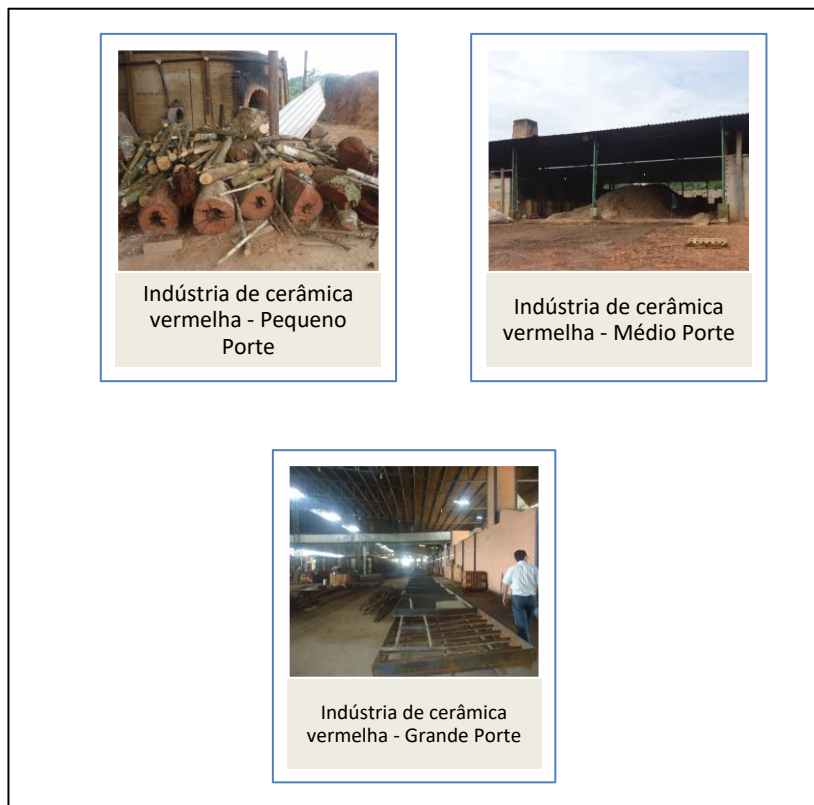 Indústria de cerâmica
vermelha - Pequeno
Porte
Indústria de cerâmica
vermelha - Médio Porte
Indústria de cerâmica
vermelha - Grande Porte